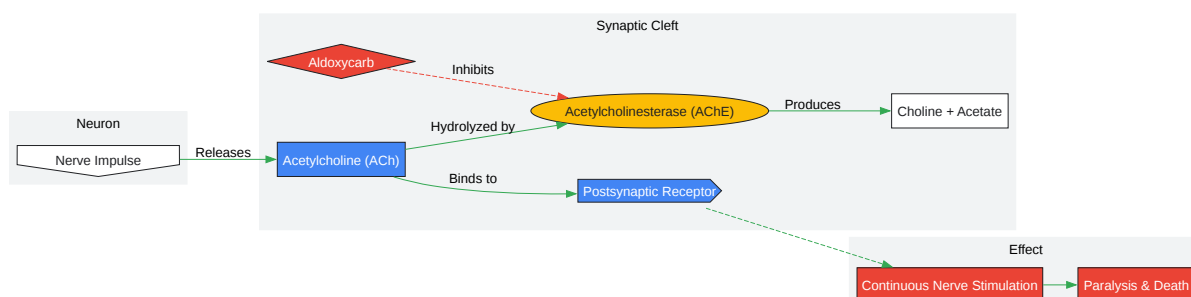 Synaptic Cleft
Aldoxycarb
Inhibits
Acetylcholinesterase (AChE)
Produces
Choline + Acetate
Neuron
Nerve Impulse
Releases
Acetylcholine (ACh)
Hydrolyzed by
Binds to
Postsynaptic Receptor
Effect
Continuous Nerve Stimulation
Paralysis & Death